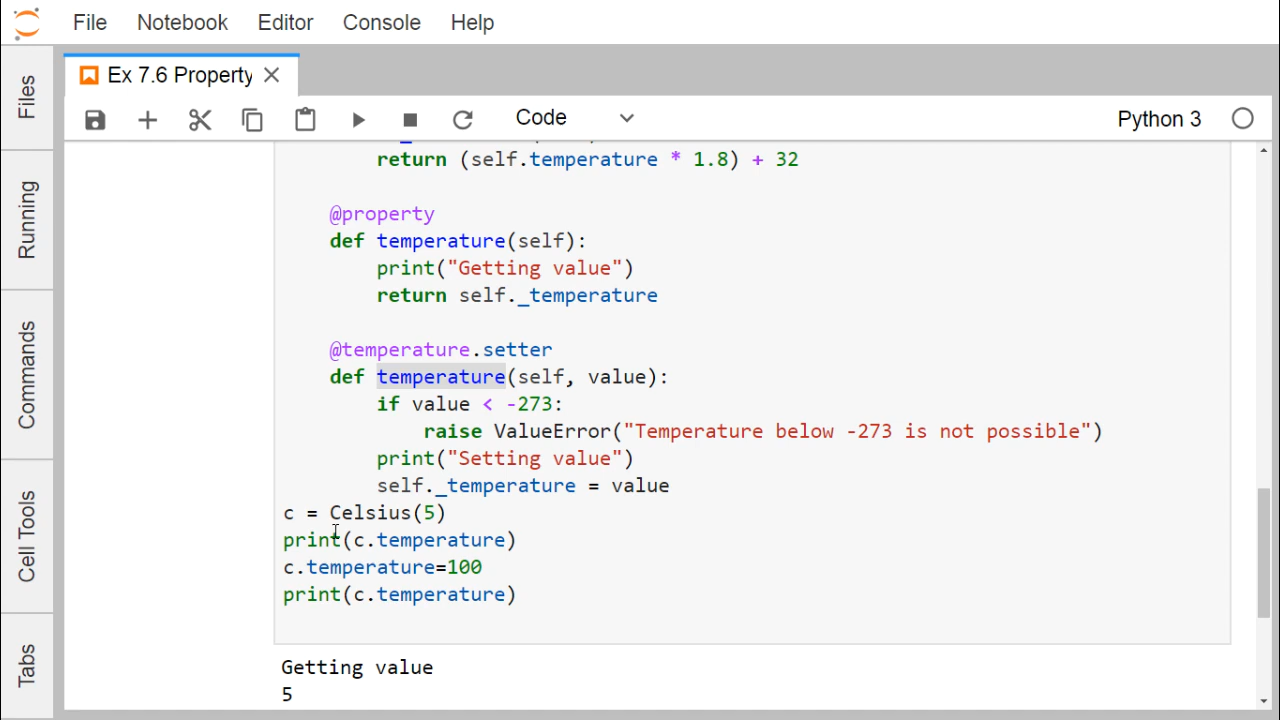 File Notebook Editor Console Help
Files
Running
Commands
Cell Tools
Tabs
Ex 7.6 Property
Code
Python 3
        return (self.temperature * 1.8) + 32
    @property
    def temperature(self):
        print("Getting value")
        return self._temperature
    @temperature.setter
    def temperature(self, value):
        if value < -273:
            raise ValueError("Temperature below -273 is not possible")
        print("Setting value")
        self._temperature = value
c = Celsius(5)
print(c.temperature)
c.temperature=100
print(c.temperature)
Getting value
5